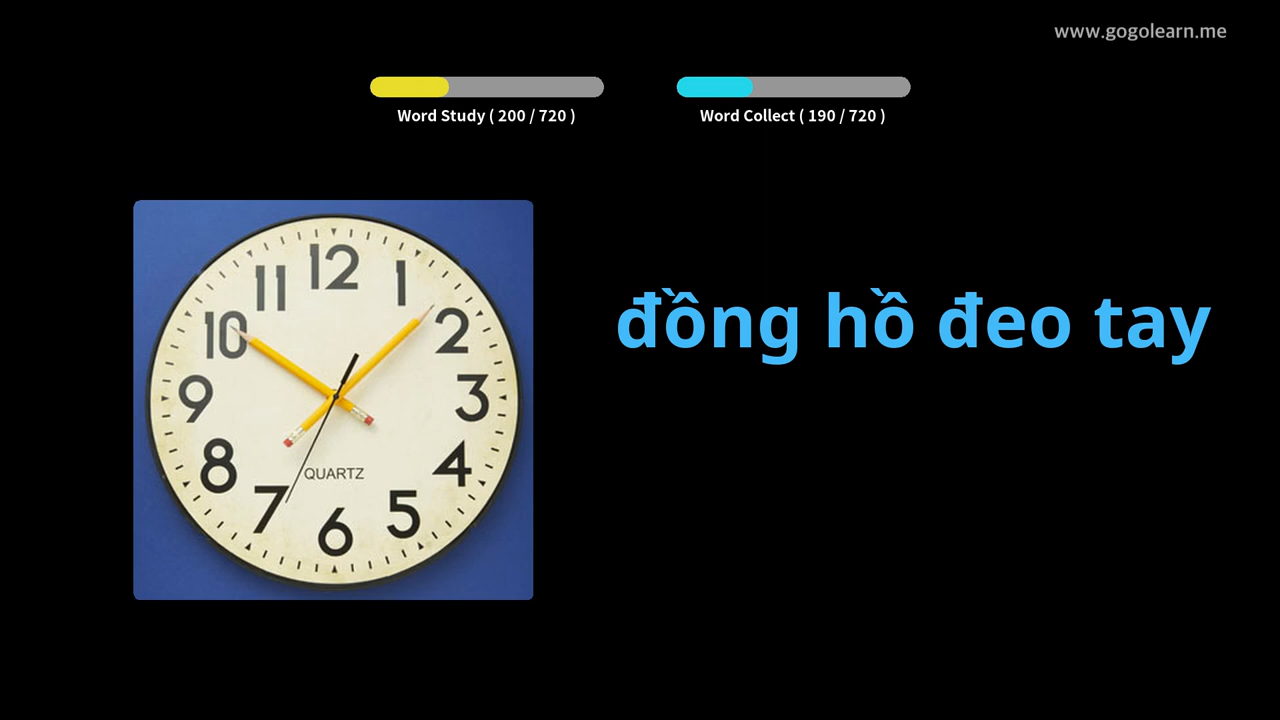 www.gogolearn.me
Word Study ( 200 / 720 )
Word Collect ( 190 / 720 )
12
11
1
10
2
9
3
8
4
QUARTZ
7
5
6
đồng hồ đeo tay